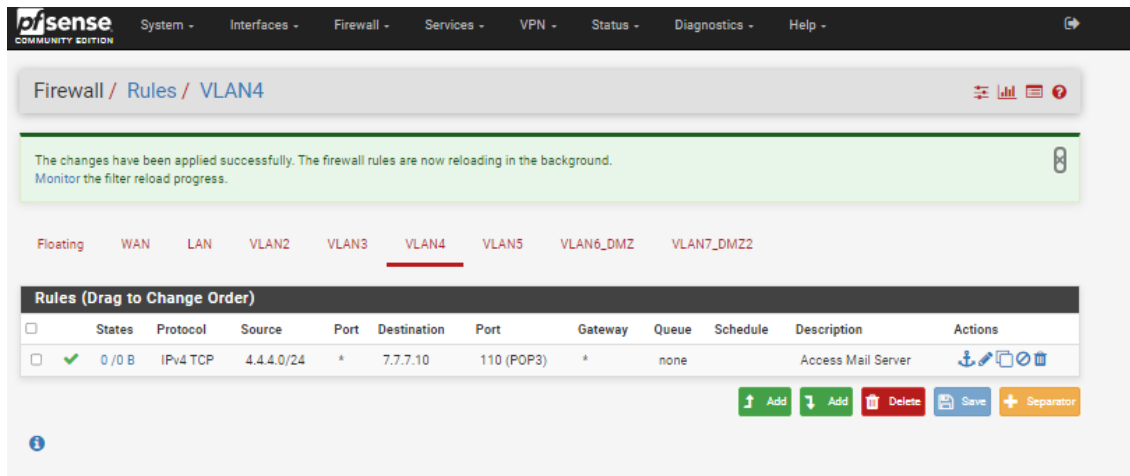 pfsense System Interfaces Firewall Services VPN Status Diagnostics Help
COMMUNITY EDITION
Firewall / Rules / VLAN4
The changes have been applied successfully. The firewall rules are now reloading in the background.
Monitor the filter reload progress.
Floating WAN LAN VLAN2 VLAN3 VLAN4 VLAN5 VLAN6_DMZ VLAN7_DMZ2
Rules (Drag to Change Order)
States Protocol Source Port Destination Port Gateway Queue Schedule Description Actions
0 /0 B IPv4 TCP 4.4.4.0/24 * 7.7.7.10 110 (POP3) * none Access Mail Server
Add Add Delete Save Separator